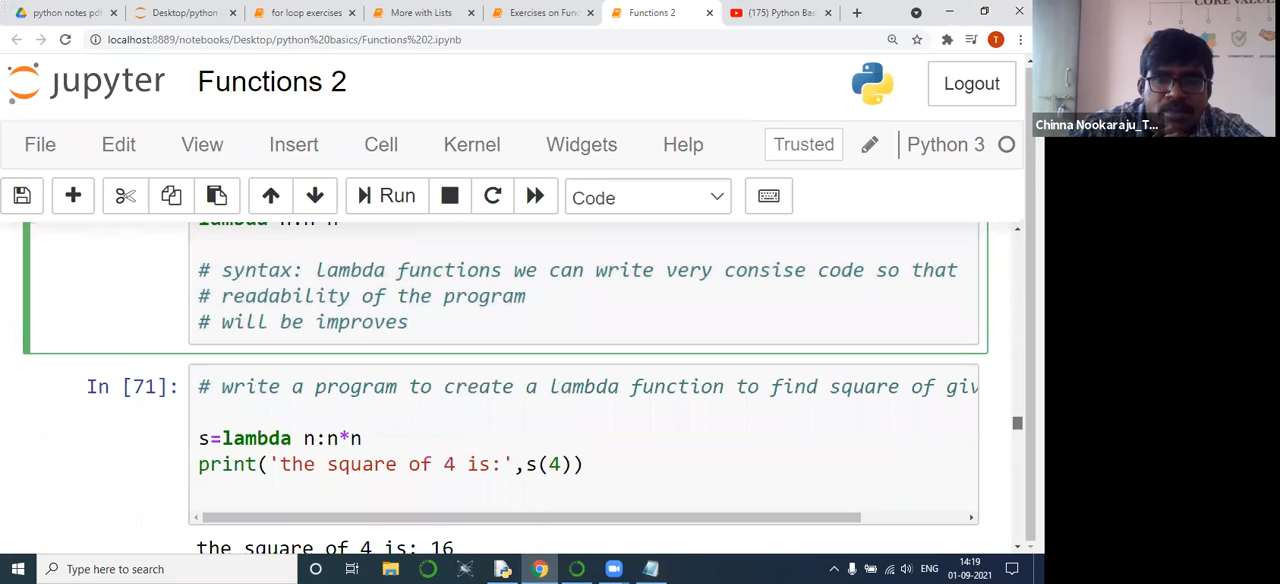 python notes pdf
Desktop/python
for loop exercises
More with Lists
Exercises on Func
Functions 2
(175) Python Bas
localhost:8889/notebooks/Desktop/python%20basics/Functions%202.ipynb
T
CORE VALUES
jupyter
Functions 2
Logout
Chinna Nookaraju_T...
File Edit View Insert Cell Kernel Widgets Help
Trusted
Python 3
Run
Code
lambda n:n*n
# syntax: lambda functions we can write very consise code so that
# readability of the program
# will be improves
In [71]:
# write a program to create a lambda function to find square of giv
s=lambda n:n*n
print('the square of 4 is:',s(4))
the square of 4 is: 16
Type here to search
ENG
14:19
01-09-2021